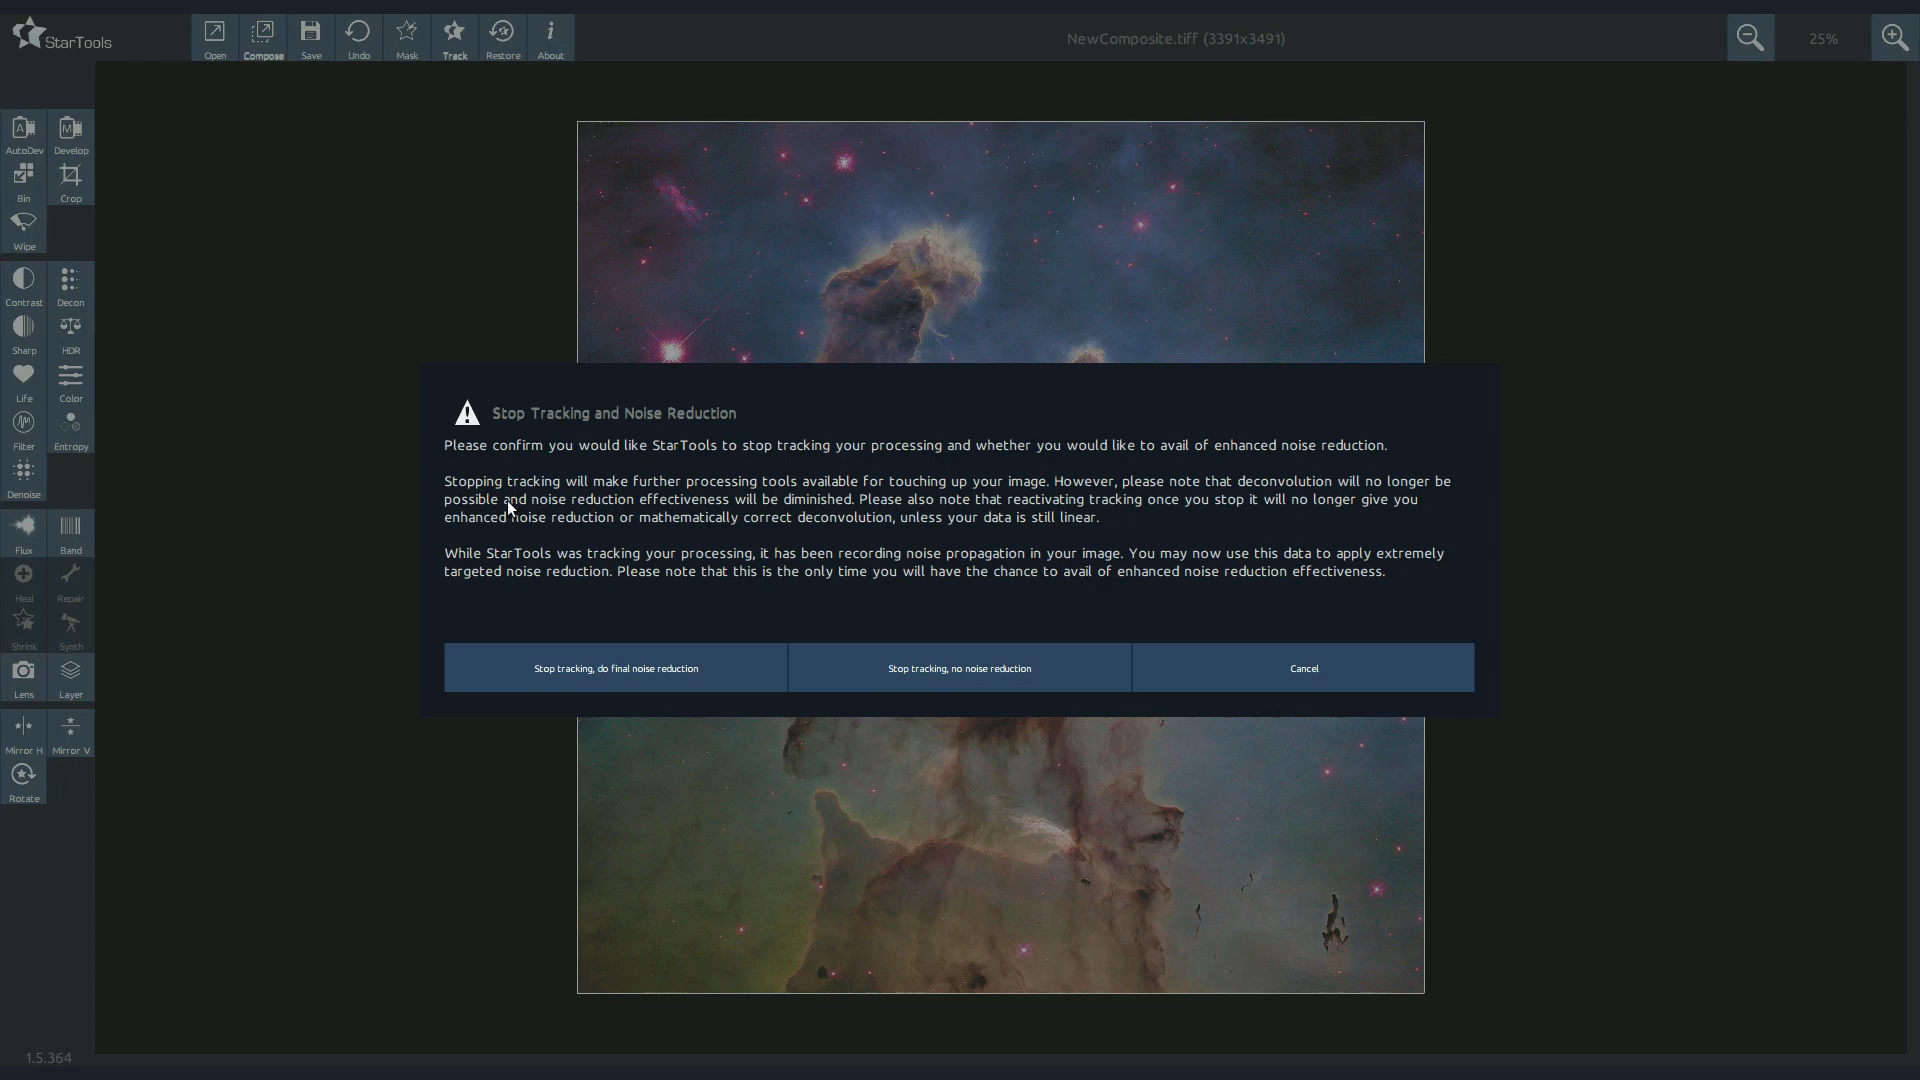 StarTools
Open
Compose
Save
Undo
Mask
Track
Restore
About
NewComposite.tiff (3391x3491)
25%
AutoDev
Develop
Bin
Crop
Wipe
Contrast
Decon
Sharp
HDR
Life
Color
Filter
Entropy
Denoise
Flux
Band
Heal
Repair
Shrink
Synth
Lens
Layer
Mirror H
Mirror V
Rotate
Stop Tracking and Noise Reduction
Please confirm you would like StarTools to stop tracking your processing and whether you would like to avail of enhanced noise reduction.
Stopping tracking will make further processing tools available for touching up your image. However, please note that deconvolution will no longer be
possible and noise reduction effectiveness will be diminished. Please also note that reactivating tracking once you stop it will no longer give you
enhanced noise reduction or mathematically correct deconvolution, unless your data is still linear.
While StarTools was tracking your processing, it has been recording noise propagation in your image. You may now use this data to apply extremely
targeted noise reduction. Please note that this is the only time you will have the chance to avail of enhanced noise reduction effectiveness.
Stop tracking, do final noise reduction
Stop tracking, no noise reduction
Cancel
1.5.364